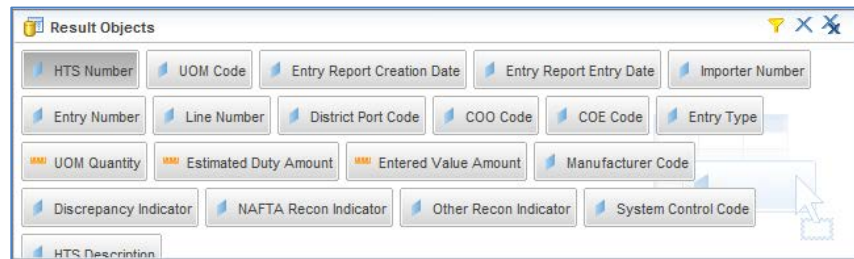 Result Objects
HTS Number UOM Code Entry Report Creation Date Entry Report Entry Date Importer Number
Entry Number Line Number District Port Code COO Code COE Code Entry Type
UOM Quantity Estimated Duty Amount Entered Value Amount Manufacturer Code
Discrepancy Indicator NAFTA Recon Indicator Other Recon Indicator System Control Code
HTS Description